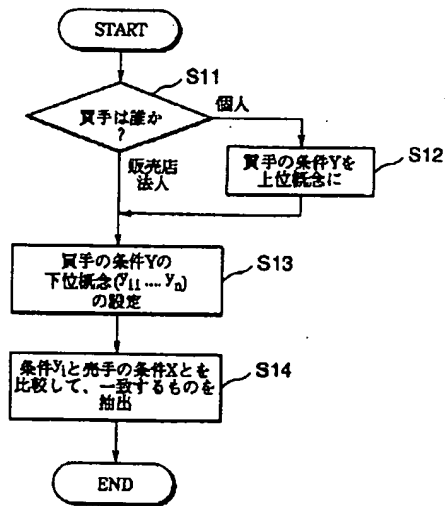 START
S11
買手は誰か
?
個人
販売店
法人
買手の条件Yを
上位概念に
S12
買手の条件Yの
下位概念(y11....yn)
の設定
S13
条件yiと売手の条件Xとを
比較して、一致するものを
抽出
S14
END